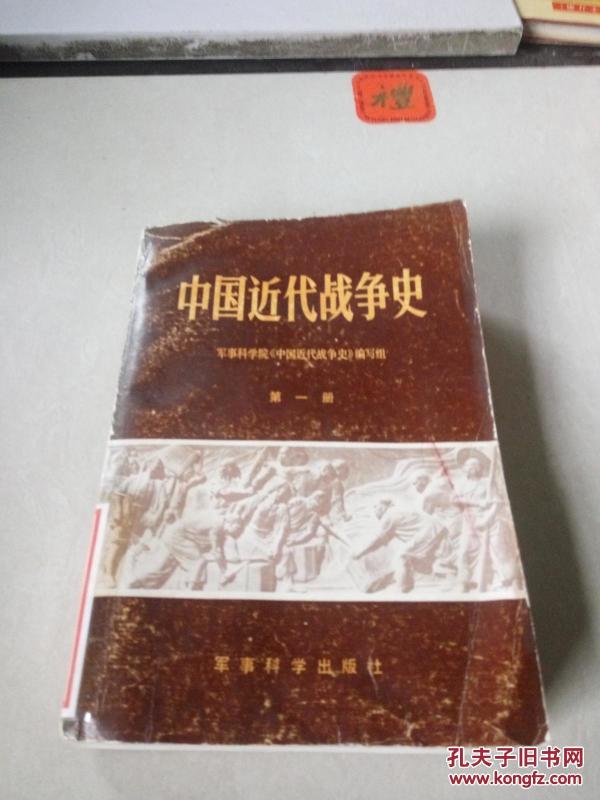 禮
中国近代战争史
军事科学院《中国近代战争史》编写组
第一册
军事科学出版社
孔夫子旧书网
www.kongfz.com